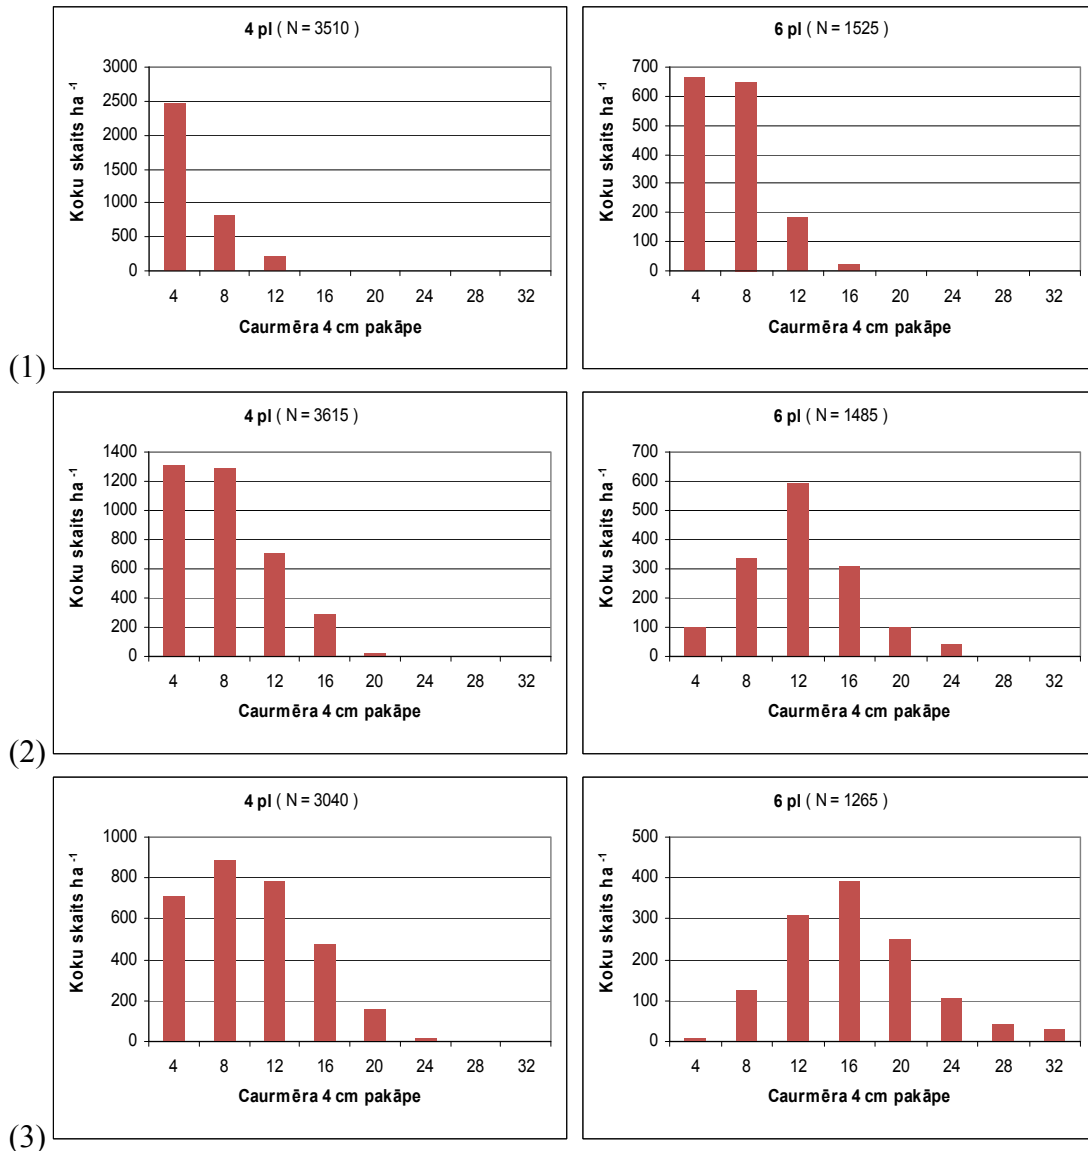 4 pl ( N = 3510 )
Koku skaits ha -1
3000
2500
2000
1500
1000
500
0
4 8 12 16 20 24 28 32
Caurmēra 4 cm pakāpe
6 pl ( N = 1525 )
Koku skaits ha -1
700
600
500
400
300
200
100
0
4 8 12 16 20 24 28 32
Caurmēra 4 cm pakāpe
(1)
4 pl ( N = 3615 )
Koku skaits ha -1
1400
1200
1000
800
600
400
200
0
4 8 12 16 20 24 28 32
Caurmēra 4 cm pakāpe
6 pl ( N = 1485 )
Koku skaits ha -1
700
600
500
400
300
200
100
0
4 8 12 16 20 24 28 32
Caurmēra 4 cm pakāpe
(2)
4 pl ( N = 3040 )
Koku skaits ha -1
1000
800
600
400
200
0
4 8 12 16 20 24 28 32
Caurmēra 4 cm pakāpe
6 pl ( N = 1265 )
Koku skaits ha -1
500
400
300
200
100
0
4 8 12 16 20 24 28 32
Caurmēra 4 cm pakāpe
(3)